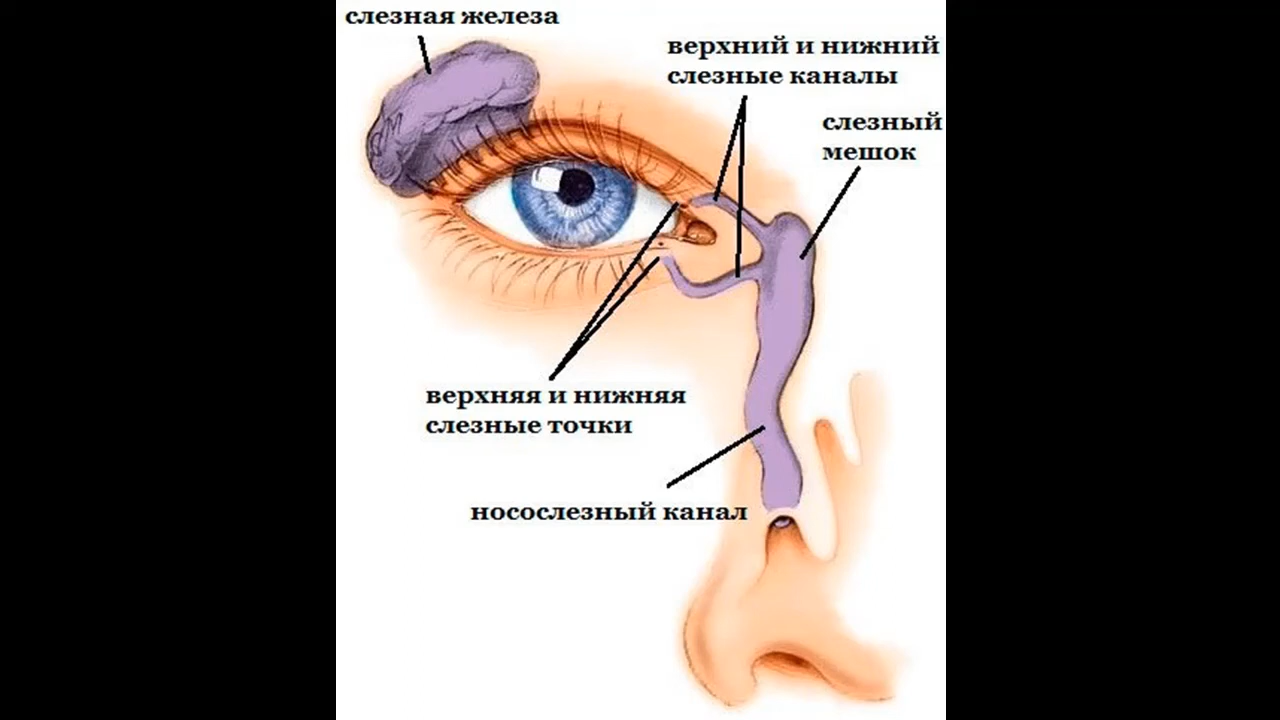 слезная железа
верхний и нижний
слезные каналы
слезный
мешок
верхняя и нижняя
слезные точки
носослезный канал